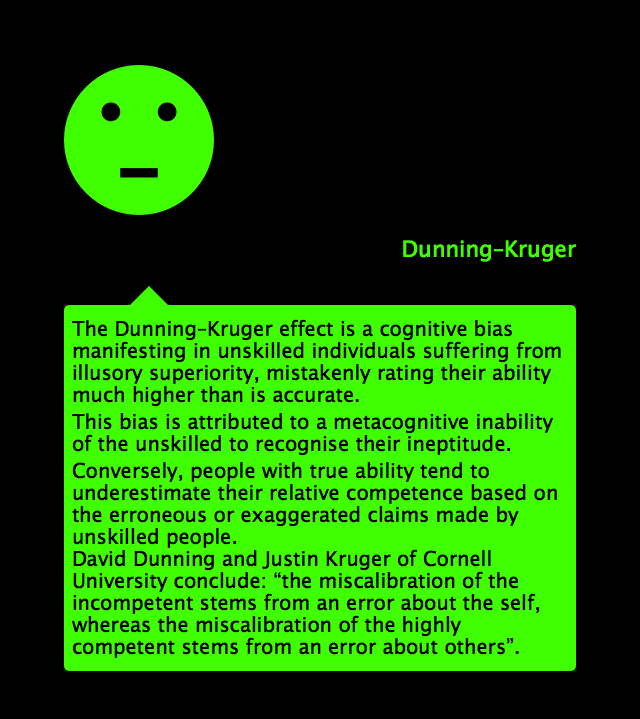 Dunning–Kruger
The Dunning–Kruger effect is a cognitive bias
manifesting in unskilled individuals suffering from
illusory superiority, mistakenly rating their ability
much higher than is accurate.
This bias is attributed to a metacognitive inability
of the unskilled to recognise their ineptitude.
Conversely, people with true ability tend to
underestimate their relative competence based on
the erroneous or exaggerated claims made by
unskilled people.
David Dunning and Justin Kruger of Cornell
University conclude: “the miscalibration of the
incompetent stems from an error about the self,
whereas the miscalibration of the highly
competent stems from an error about others”.